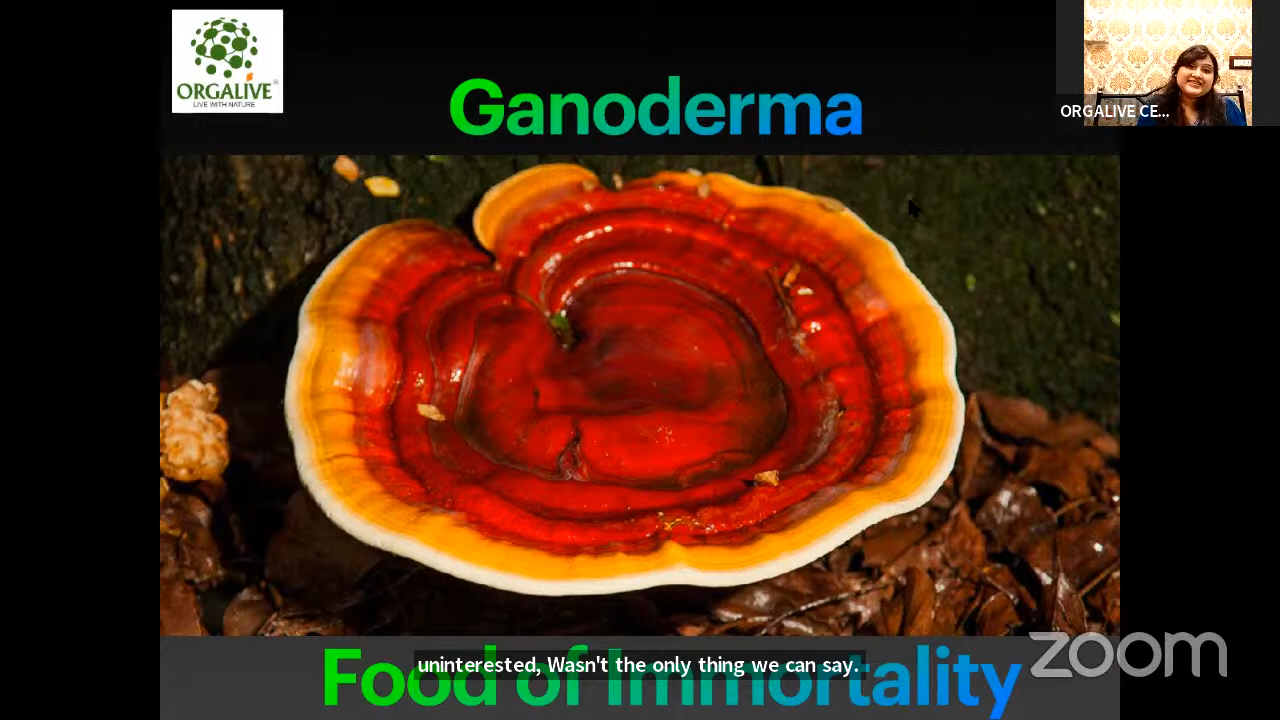 ORGALIVE
LIVE WITH NATURE
Ganoderma
ORGALIVE CE...
uninterested, Wasn't the only thing we can say.
Food of Immortality
zoom